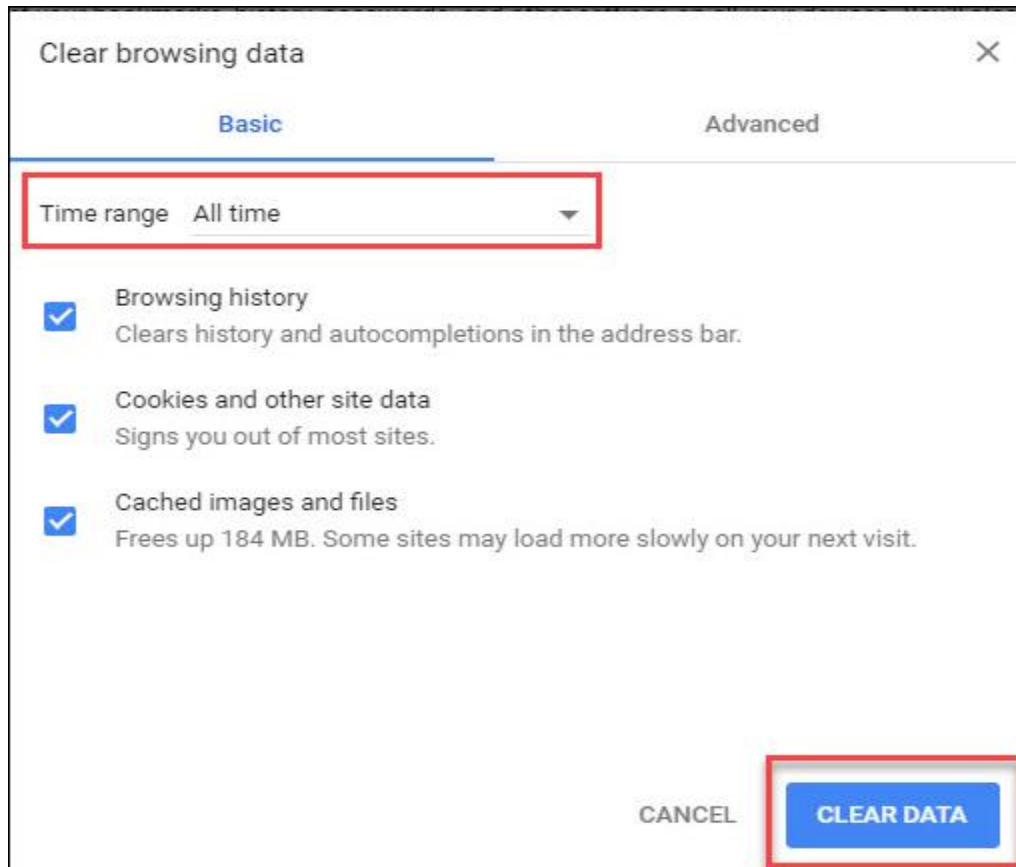 Clear browsing data
Basic
Advanced
Time range All time
Browsing history
Clears history and autocompletions in the address bar.
Cookies and other site data
Signs you out of most sites.
Cached images and files
Frees up 184 MB. Some sites may load more slowly on your next visit.
CANCEL
CLEAR DATA